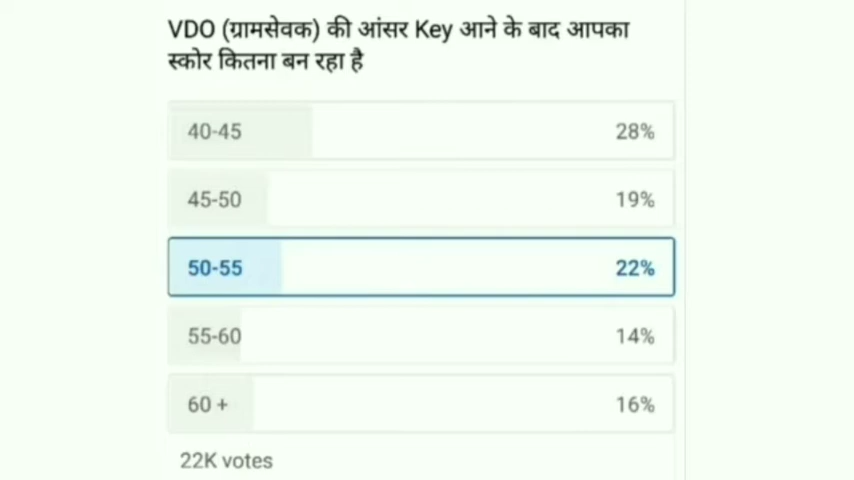 VDO (ग्रामसेवक) की आंसर Key आने के बाद आपका
स्कोर कितना बन रहा है
40-45 28%
45-50 19%
50-55 22%
55-60 14%
60 + 16%
22K votes